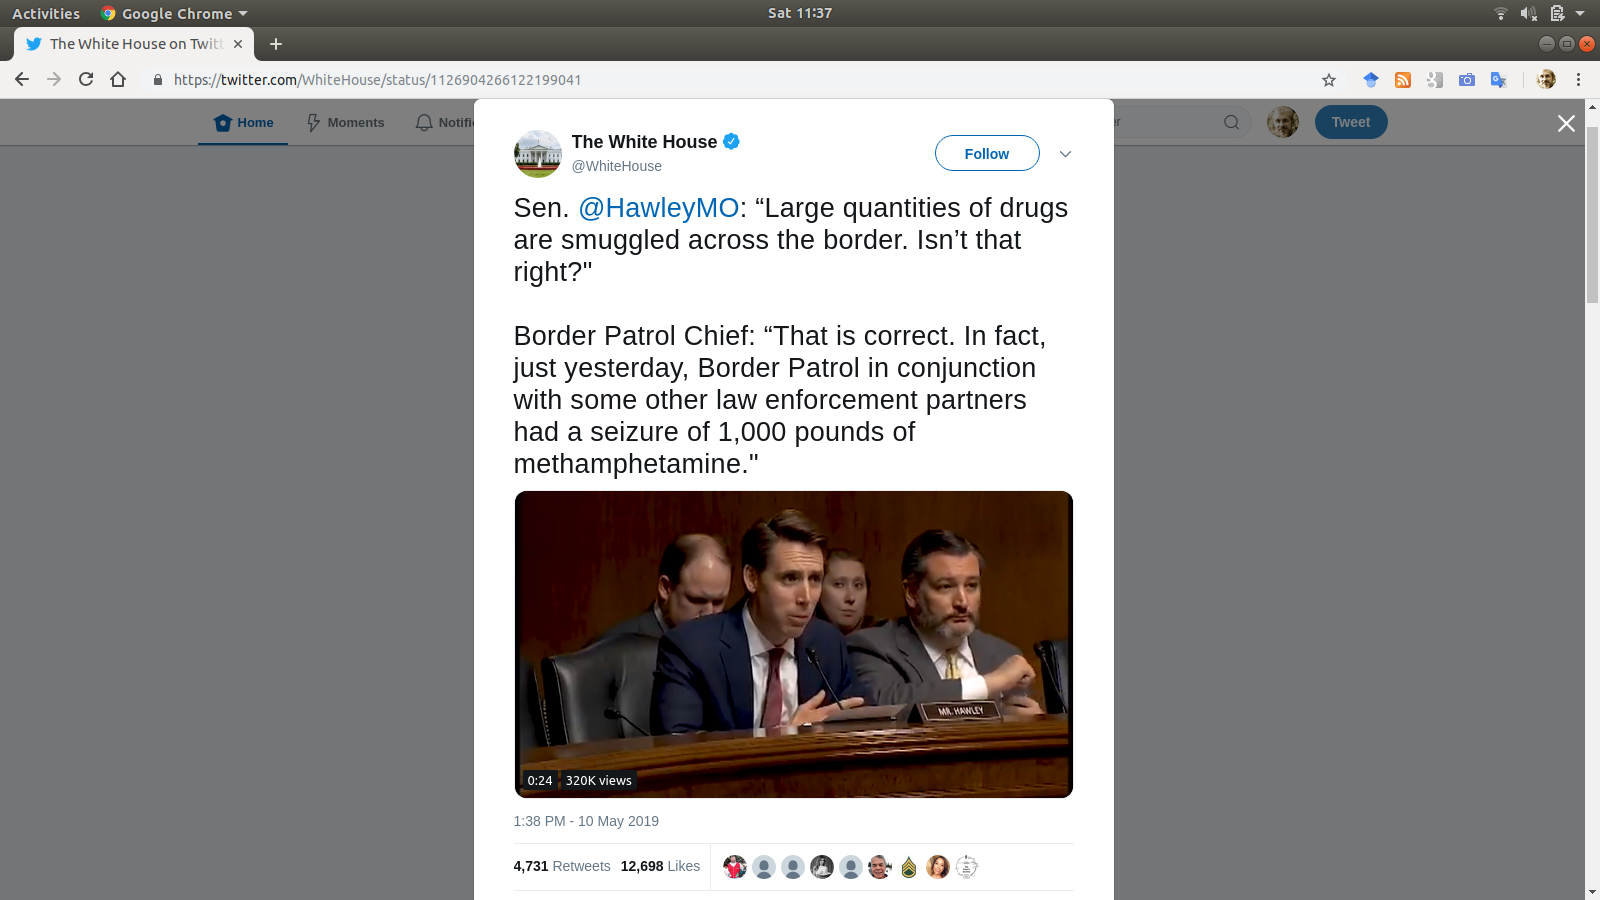 Activities Google Chrome Sat 11:37
The White House on Twitt
https://twitter.com/WhiteHouse/status/1126904266122199041
Home Moments Notifi er Tweet
The White House
@WhiteHouse
Follow
Sen. @HawleyMO: “Large quantities of drugs
are smuggled across the border. Isn’t that
right?"
Border Patrol Chief: “That is correct. In fact,
just yesterday, Border Patrol in conjunction
with some other law enforcement partners
had a seizure of 1,000 pounds of
methamphetamine."
MR. HAWLEY
0:24 320K views
1:38 PM - 10 May 2019
4,731 Retweets 12,698 Likes